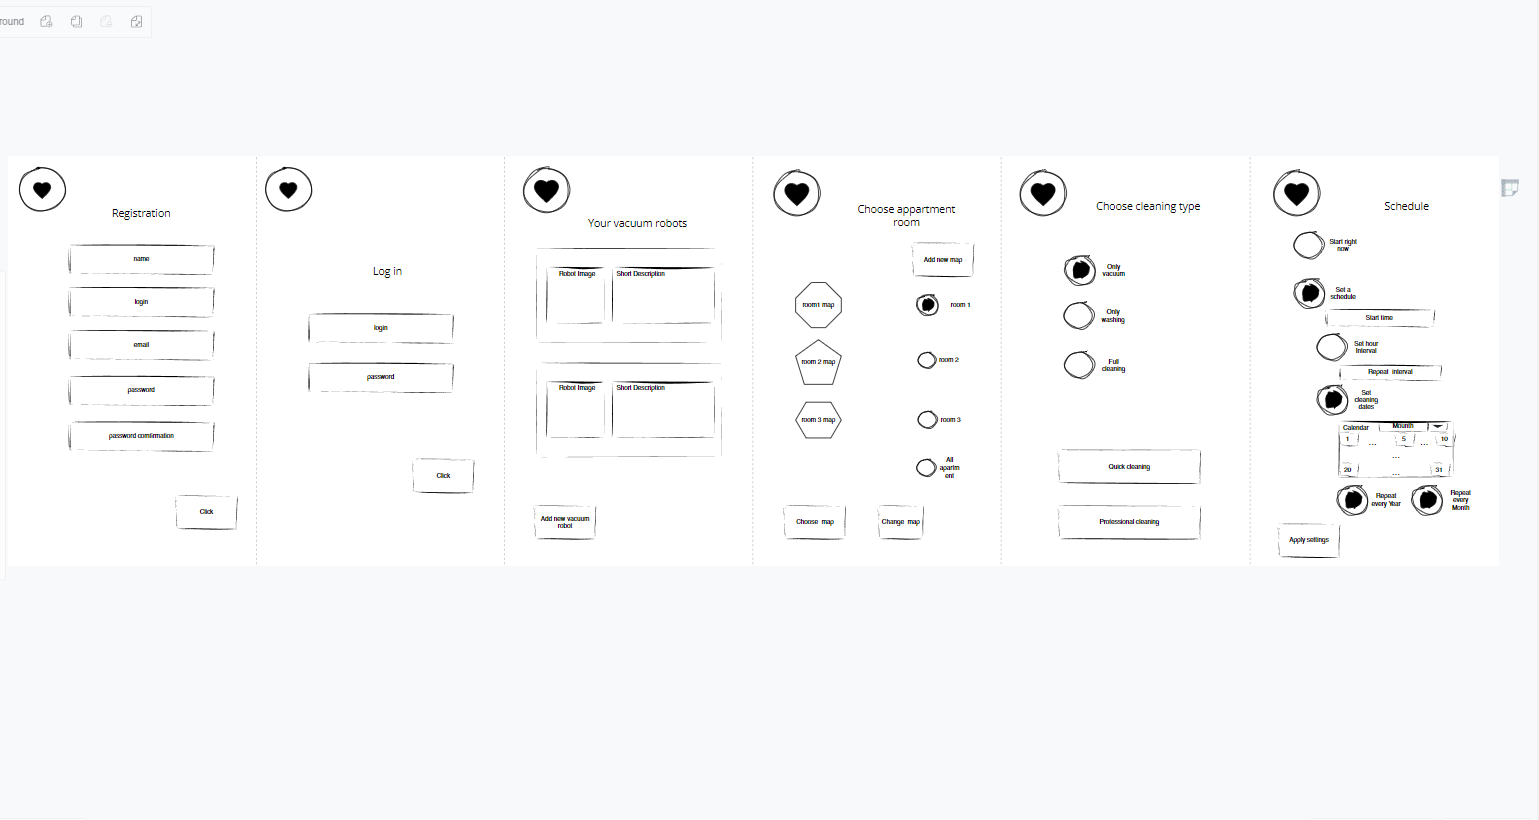 round
Registration
name
login
email
password
password comfirmation
Click
Log in
login
password
Click
Your vacuum robots
Robot Image
Short Description
Robot Image
Short Description
Add new vacuum
robot
Choose appartment
room
Add new map
room1 map
room 1
room 2 map
room 2
room 3 map
room 3
All
apartm
ent
Choose map
Change map
Choose cleaning type
Only
vacuum
Only
washing
Full
cleaning
Quick cleaning
Professional cleaning
Schedule
Start right
now
Set a
schedule
Start time
Set hour
interval
Repeat interval
Set
cleaning
dates
Calendar
Mounth
1 ... 5 ... 10
...
20 ... 31
Repeat
every Year
Repeat
every
Month
Apply settings